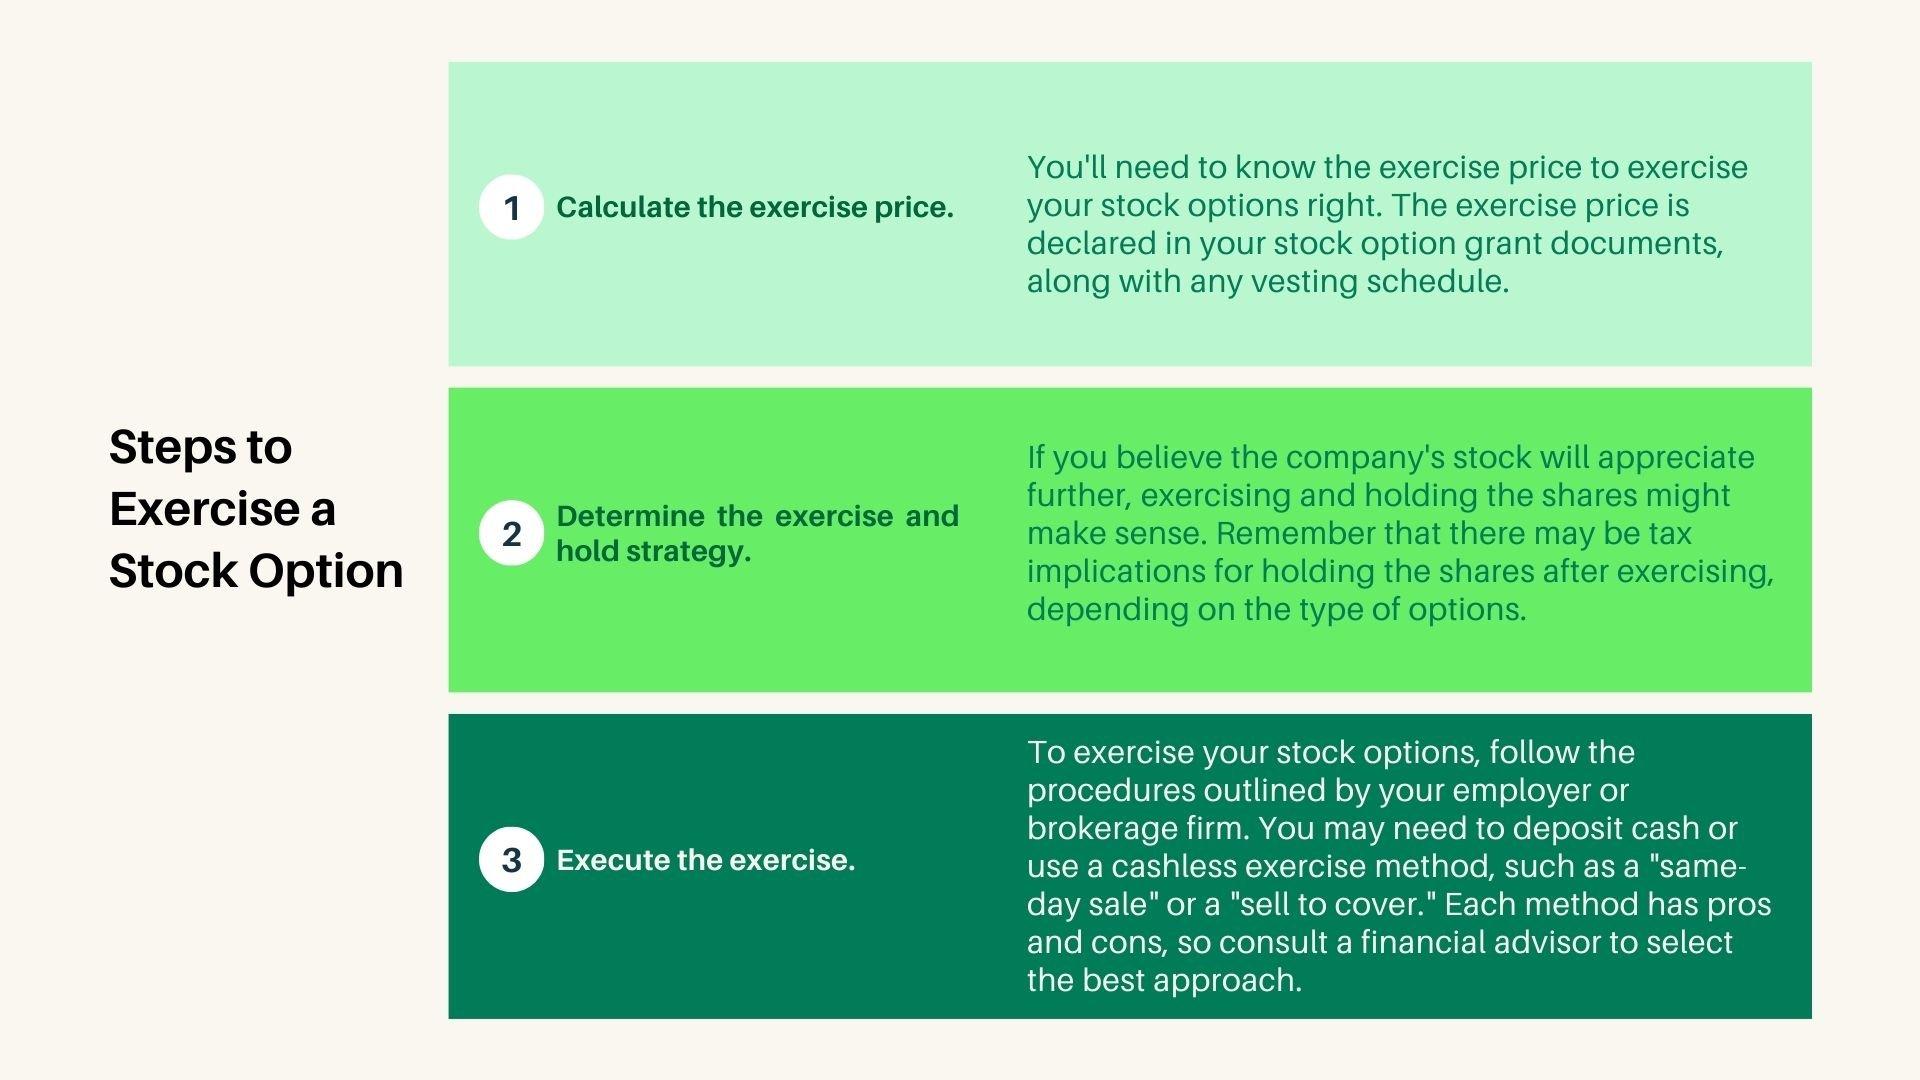 Steps to
Exercise a
Stock Option
1
Calculate the exercise price.
You'll need to know the exercise price to exercise
your stock options right. The exercise price is
declared in your stock option grant documents,
along with any vesting schedule.
2
Determine the exercise and
hold strategy.
If you believe the company's stock will appreciate
further, exercising and holding the shares might
make sense. Remember that there may be tax
implications for holding the shares after exercising,
depending on the type of options.
3
Execute the exercise.
To exercise your stock options, follow the
procedures outlined by your employer or
brokerage firm. You may need to deposit cash or
use a cashless exercise method, such as a "same-
day sale" or a "sell to cover." Each method has pros
and cons, so consult a financial advisor to select
the best approach.